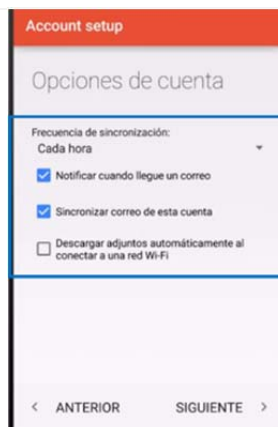 Account setup
Opciones de cuenta
Frecuencia de sincronización:
Cada hora
Notificar cuando llegue un correo
Sincronizar correo de esta cuenta
Descargar adjuntos automáticamente al
conectar a una red Wi-Fi
ANTERIOR
SIGUIENTE